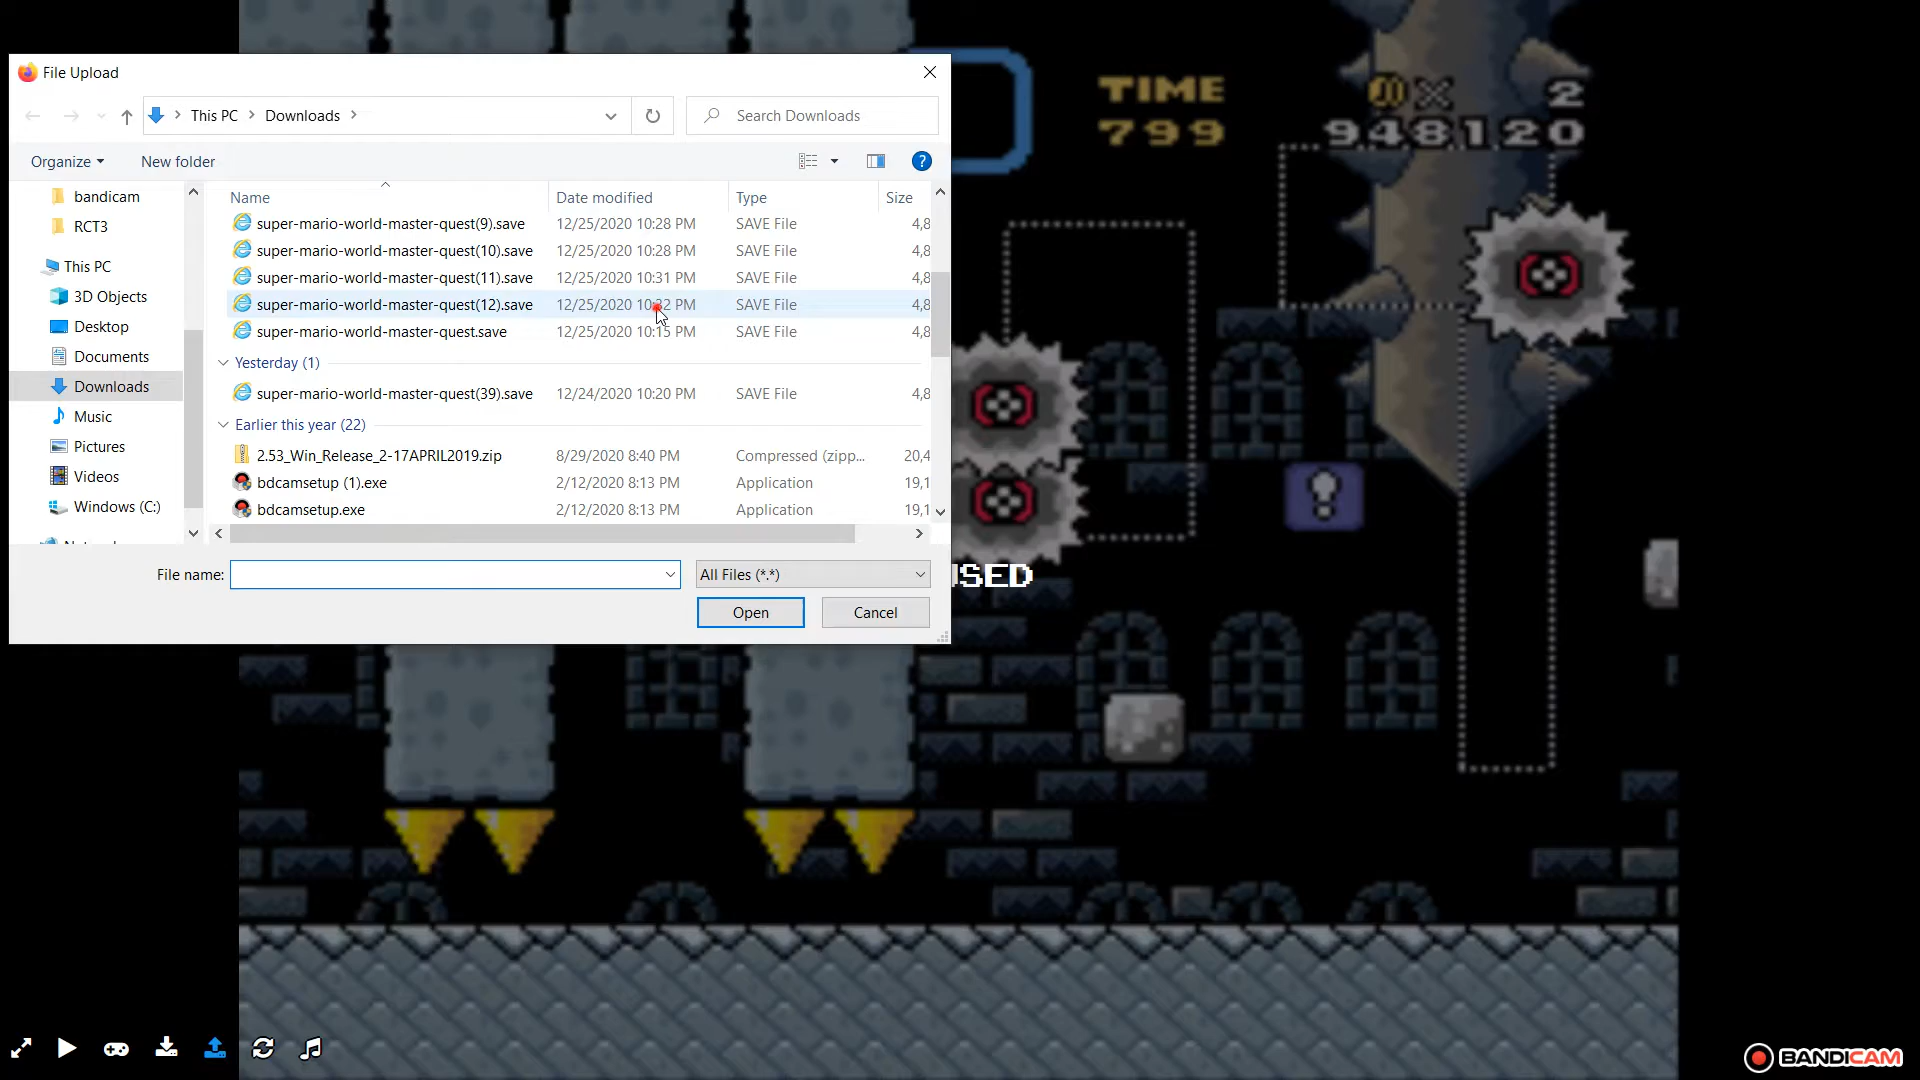 File Upload
This PC > Downloads >
Search Downloads
Organize
New folder
?
Name
Date modified
Type
Size
super-mario-world-master-quest(9).save 12/25/2020 10:28 PM SAVE File 4,8
super-mario-world-master-quest(10).save 12/25/2020 10:28 PM SAVE File 4,8
super-mario-world-master-quest(11).save 12/25/2020 10:31 PM SAVE File 4,8
super-mario-world-master-quest(12).save 12/25/2020 10:32 PM SAVE File 4,8
super-mario-world-master-quest.save 12/25/2020 10:15 PM SAVE File 4,8
Yesterday (1)
super-mario-world-master-quest(39).save 12/24/2020 10:20 PM SAVE File 4,8
Earlier this year (22)
2.53_Win_Release_2-17APRIL2019.zip 8/29/2020 8:40 PM Compressed (zipp... 20,4
bdcamsetup (1).exe 2/12/2020 8:13 PM Application 19,1
bdcamsetup.exe 2/12/2020 8:13 PM Application 19,1
bandicam
RCT3
This PC
3D Objects
Desktop
Documents
Downloads
Music
Pictures
Videos
Windows (C:)
File name:
All Files (*.*)
Open
Cancel
TIME
799
x 2
948120
!
BANDICAM